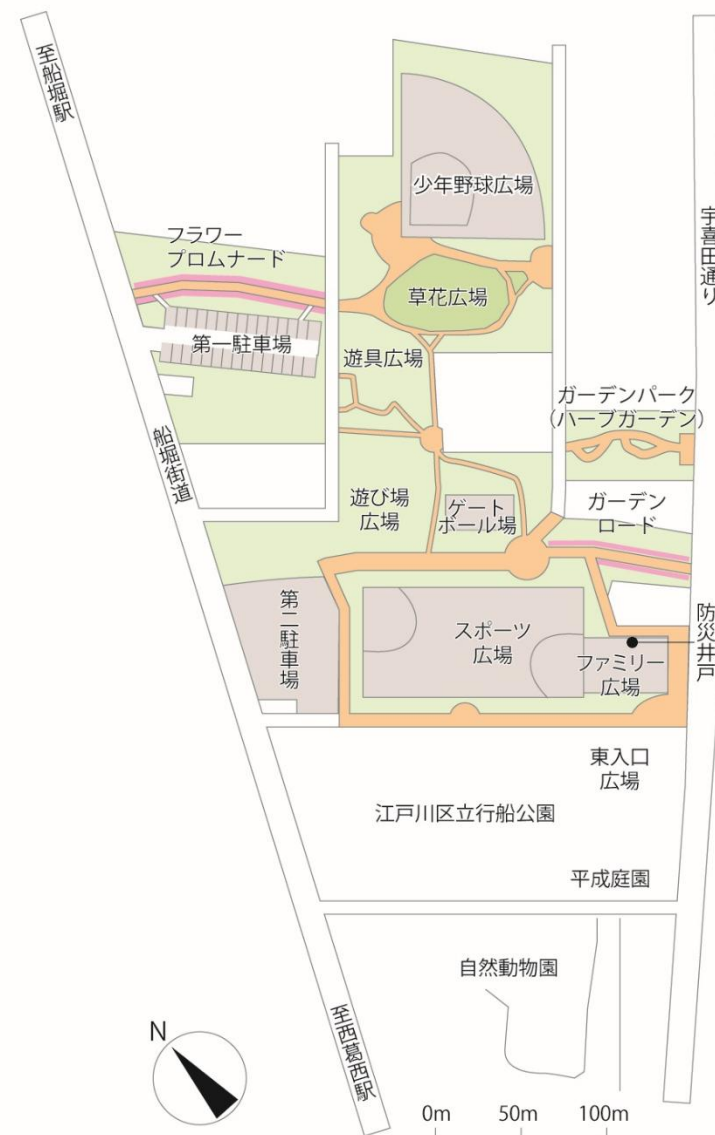 至船堀駅
少年野球広場
宇喜田通り
フラワー
プロムナード
草花広場
第一駐車場
遊具広場
ガーデンパーク
(ハーブガーデン)
船堀街道
遊び場
広場
ゲート
ボール場
ガーデン
ロード
第二駐車場
スポーツ
広場
ファミリー
広場
防災井戸
東入口
広場
江戸川区立行船公園
平成庭園
自然動物園
至西葛西駅
N
0m 50m 100m